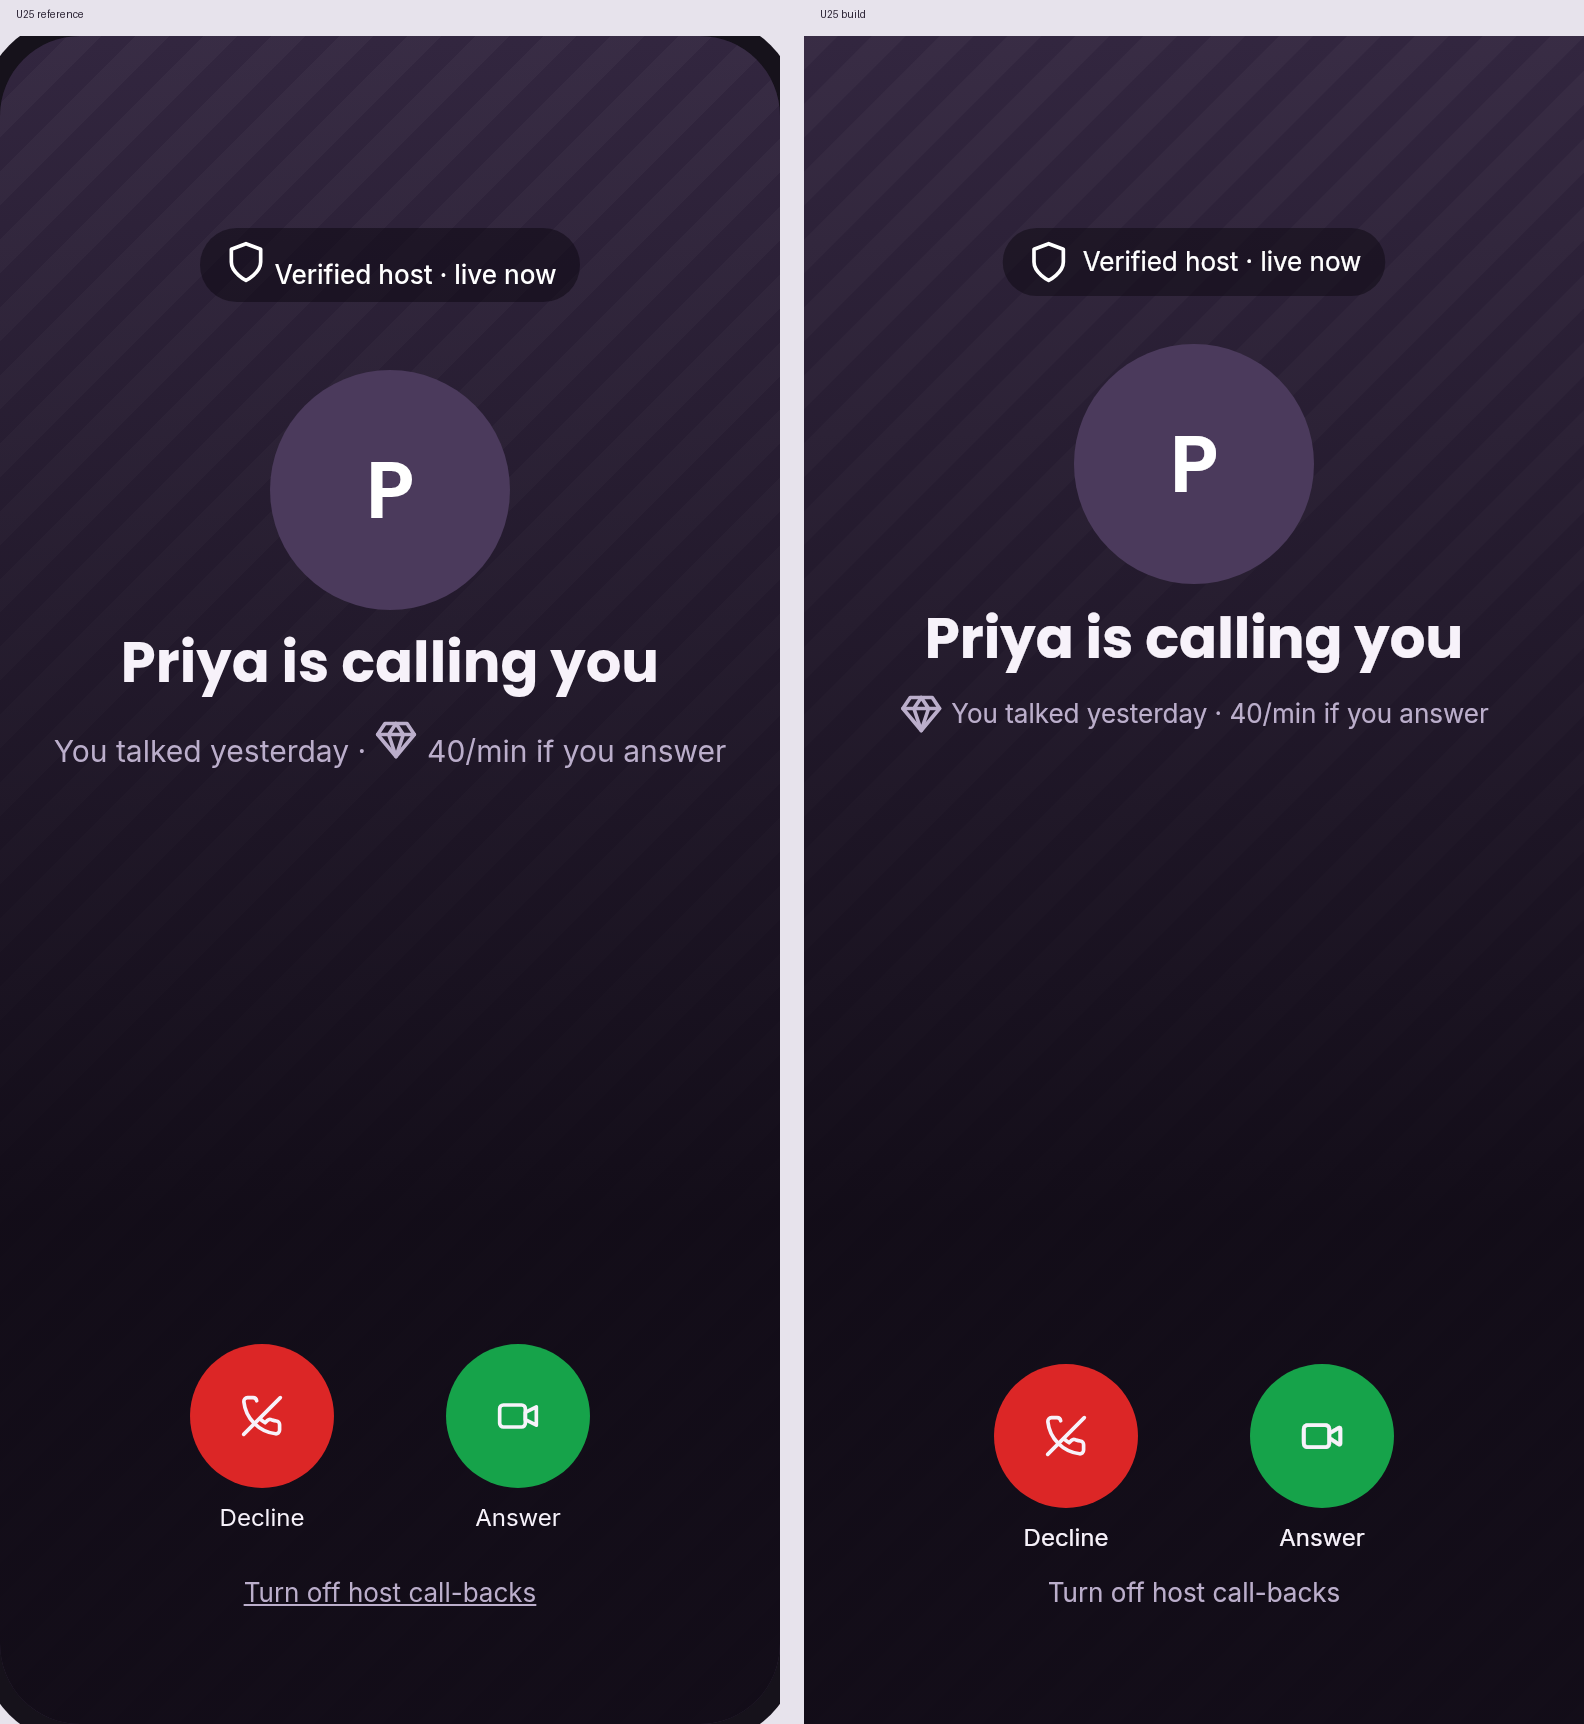 U25 reference
Verified host · live now
P
Priya is calling you
You talked yesterday · 40/min if you answer
Decline
Answer
Turn off host call-backs
U25 build
Verified host · live now
P
Priya is calling you
You talked yesterday · 40/min if you answer
Decline
Answer
Turn off host call-backs